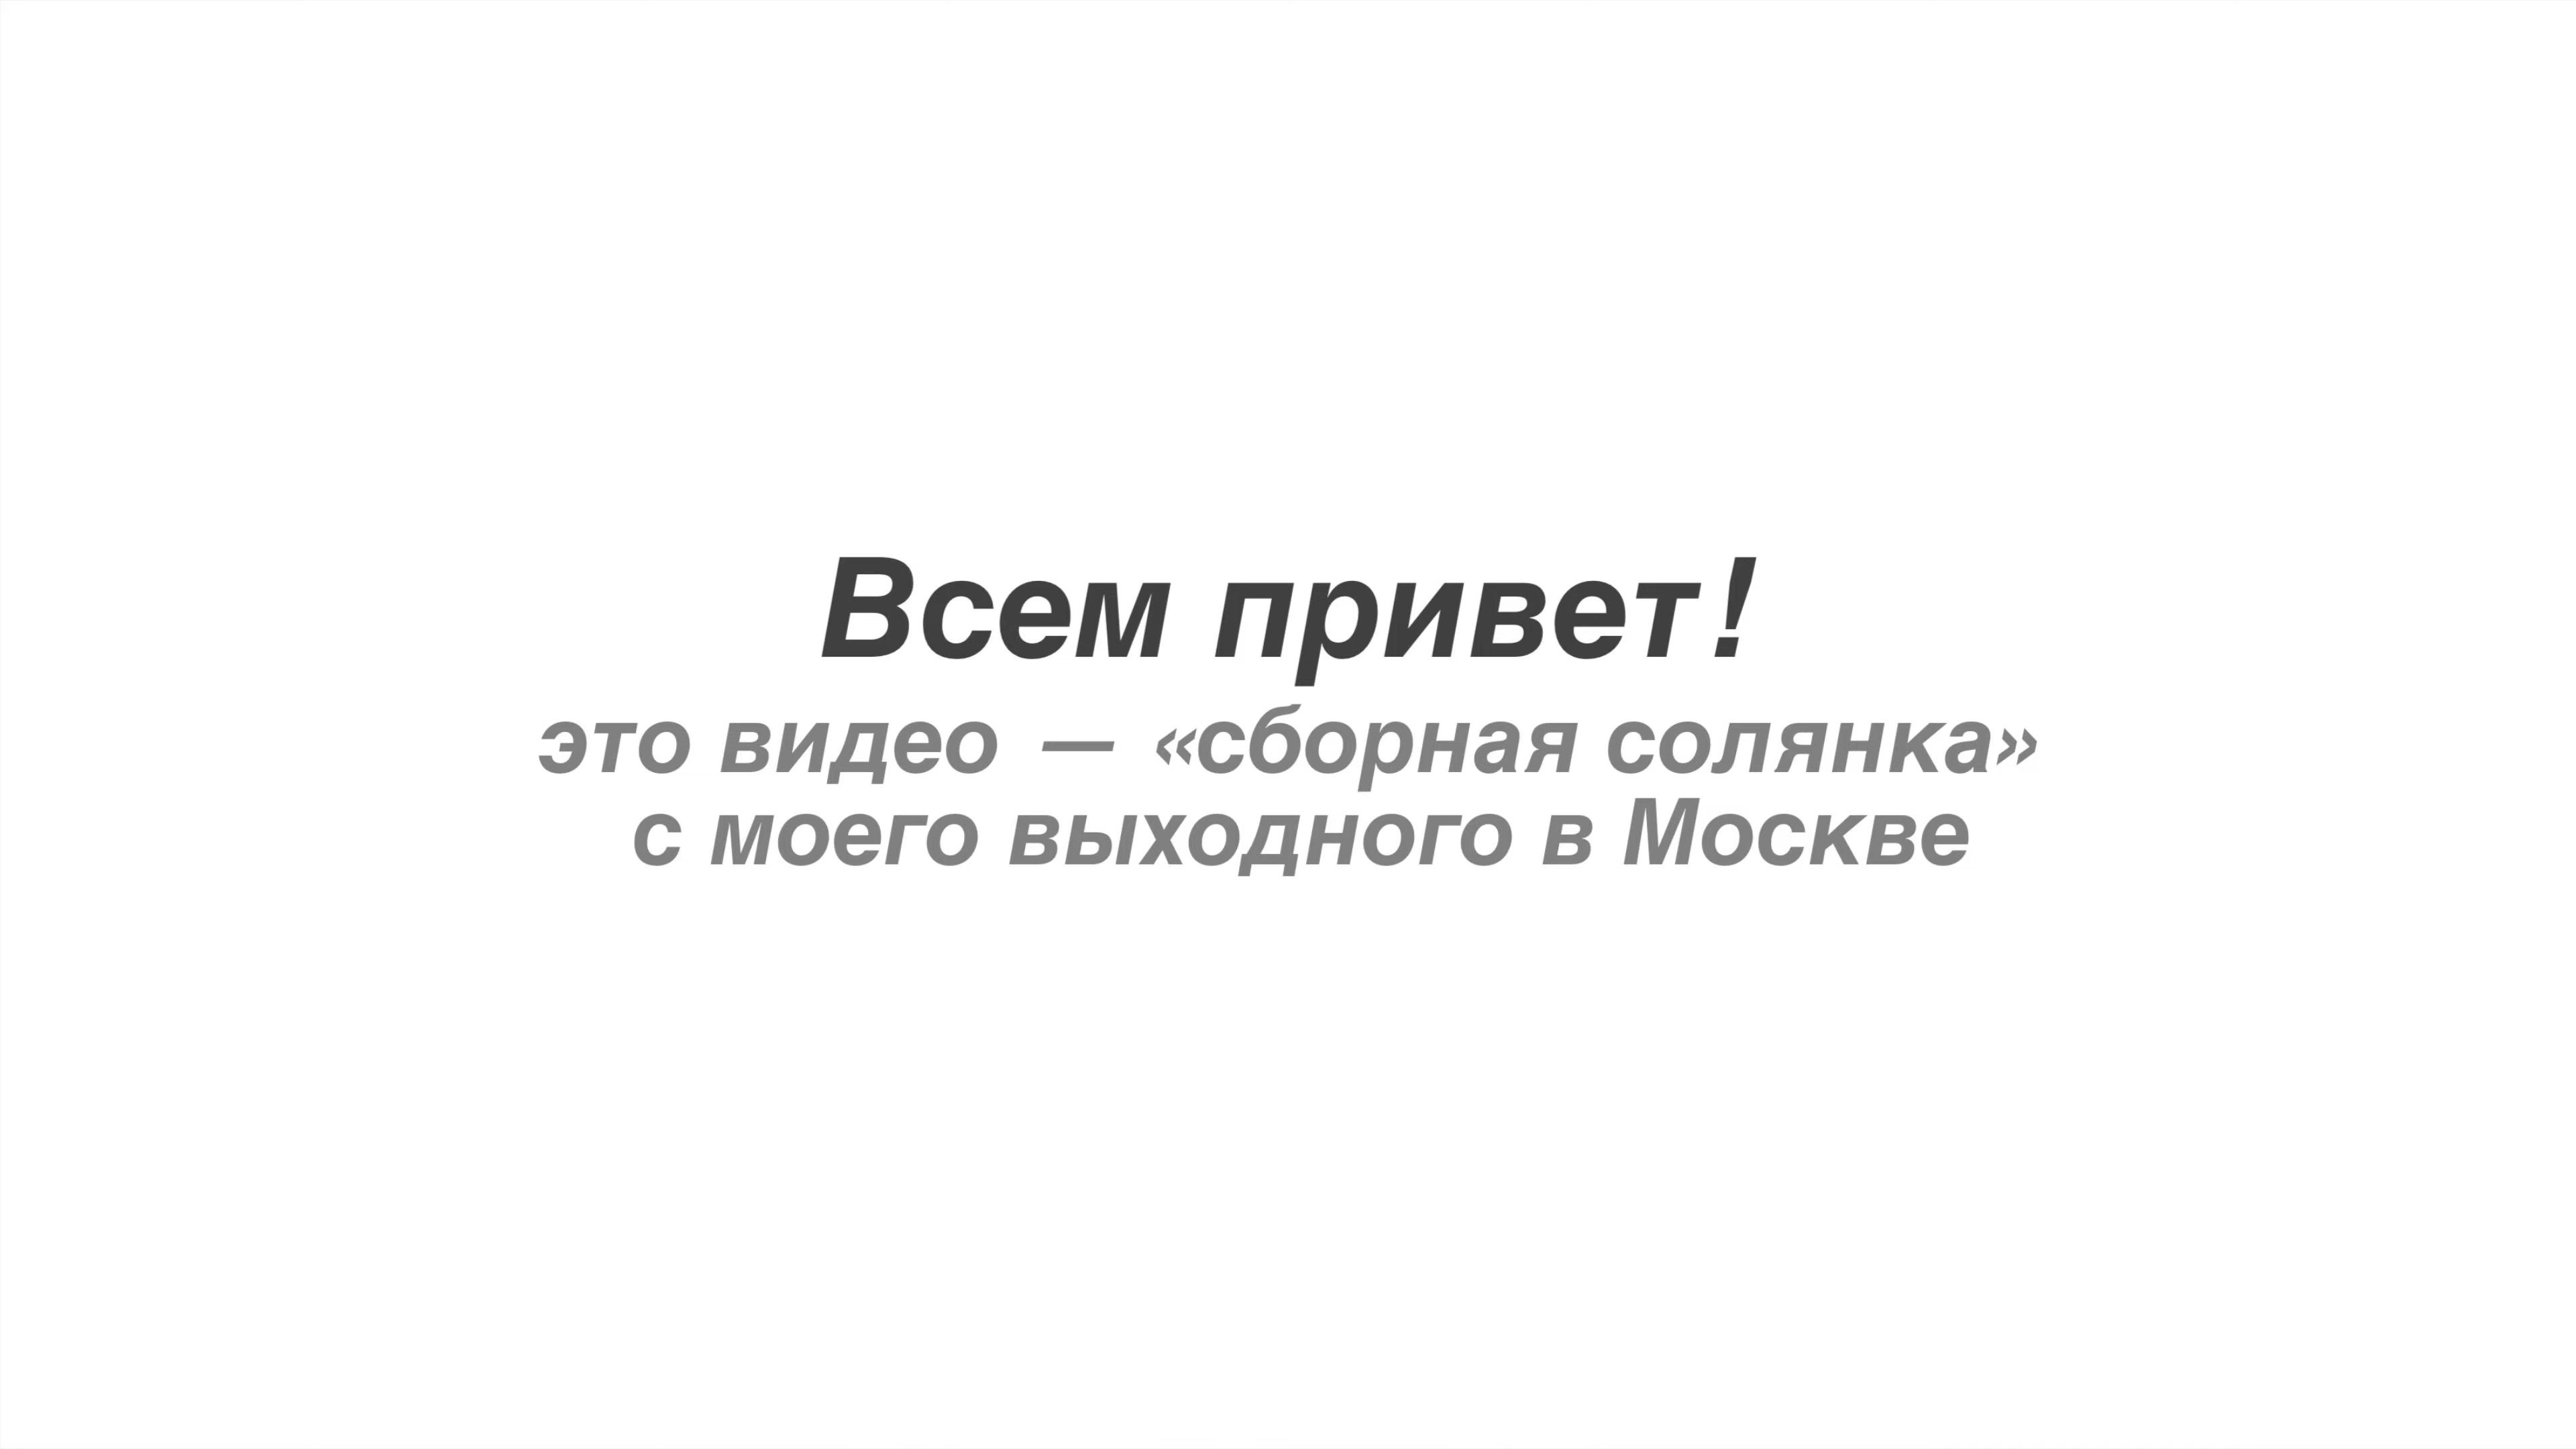 Всем привет!
это видео — «сборная солянка»
с моего выходного в Москве